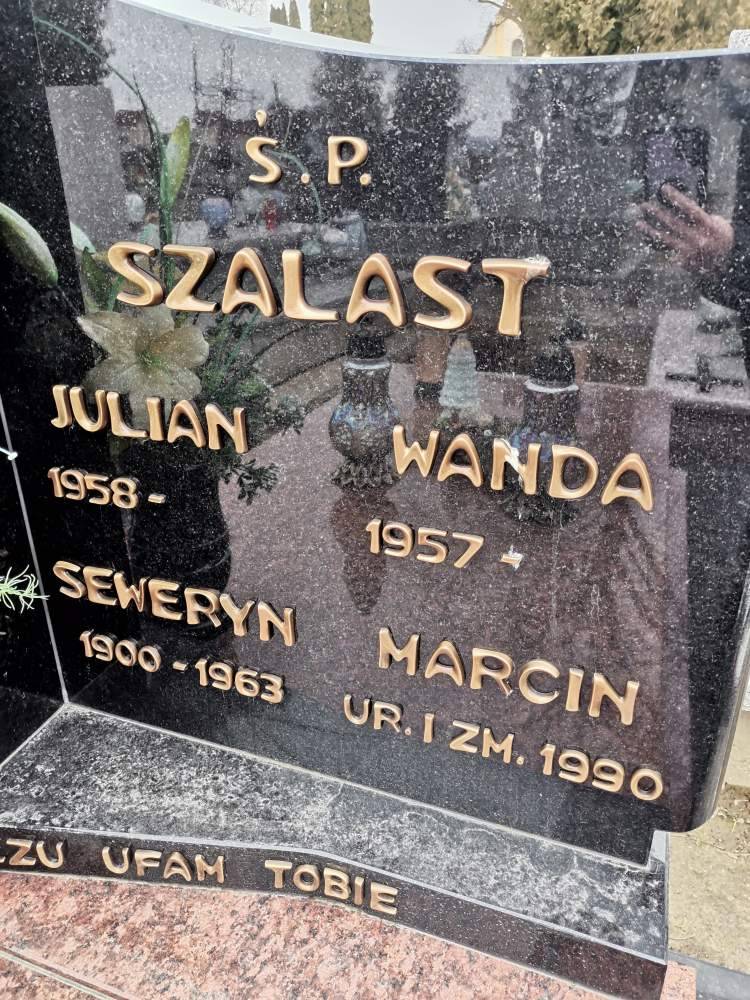 Ś.P.
SZALAST
JULIAN
1958 -
WANDA
1957 -
SEWERYN
1900 - 1963
MARCIN
UR. I ZM. 1990
UFAM TOBIE